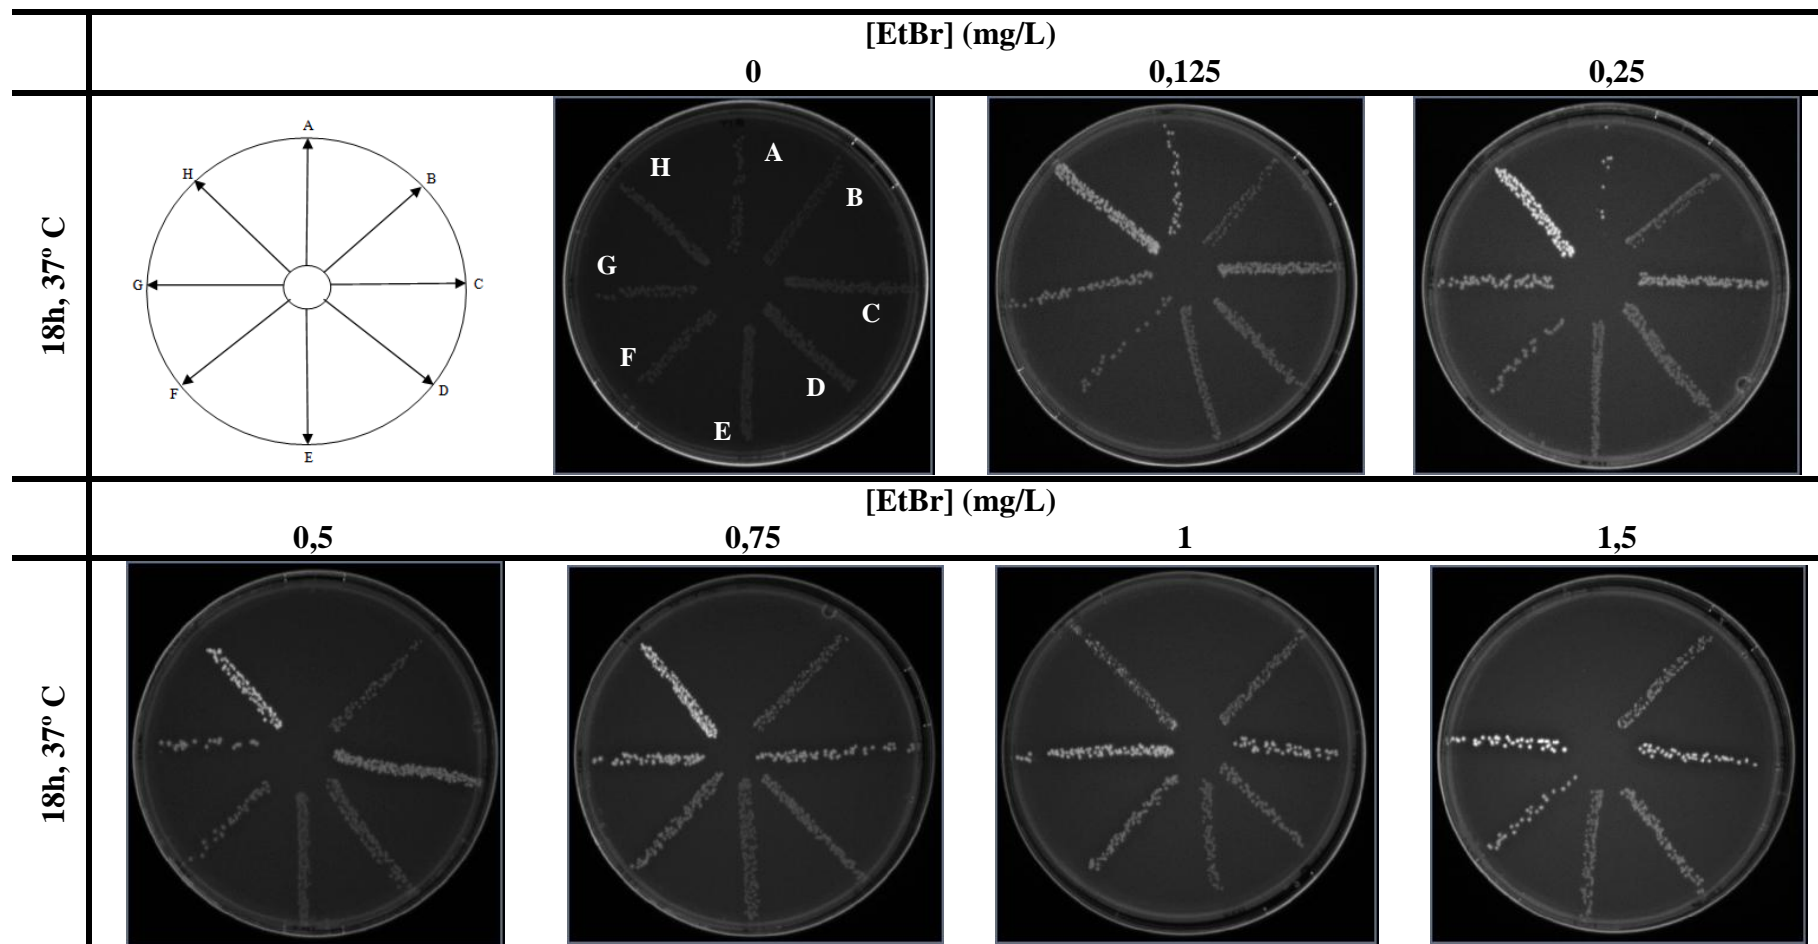 [EtBr] (mg/L)
0 0,125 0,25
18h, 37º C
A
B
C
D
E
F
G
H
A
B
C
D
E
F
G
H
[EtBr] (mg/L)
0,5 0,75 1 1,5
18h, 37º C